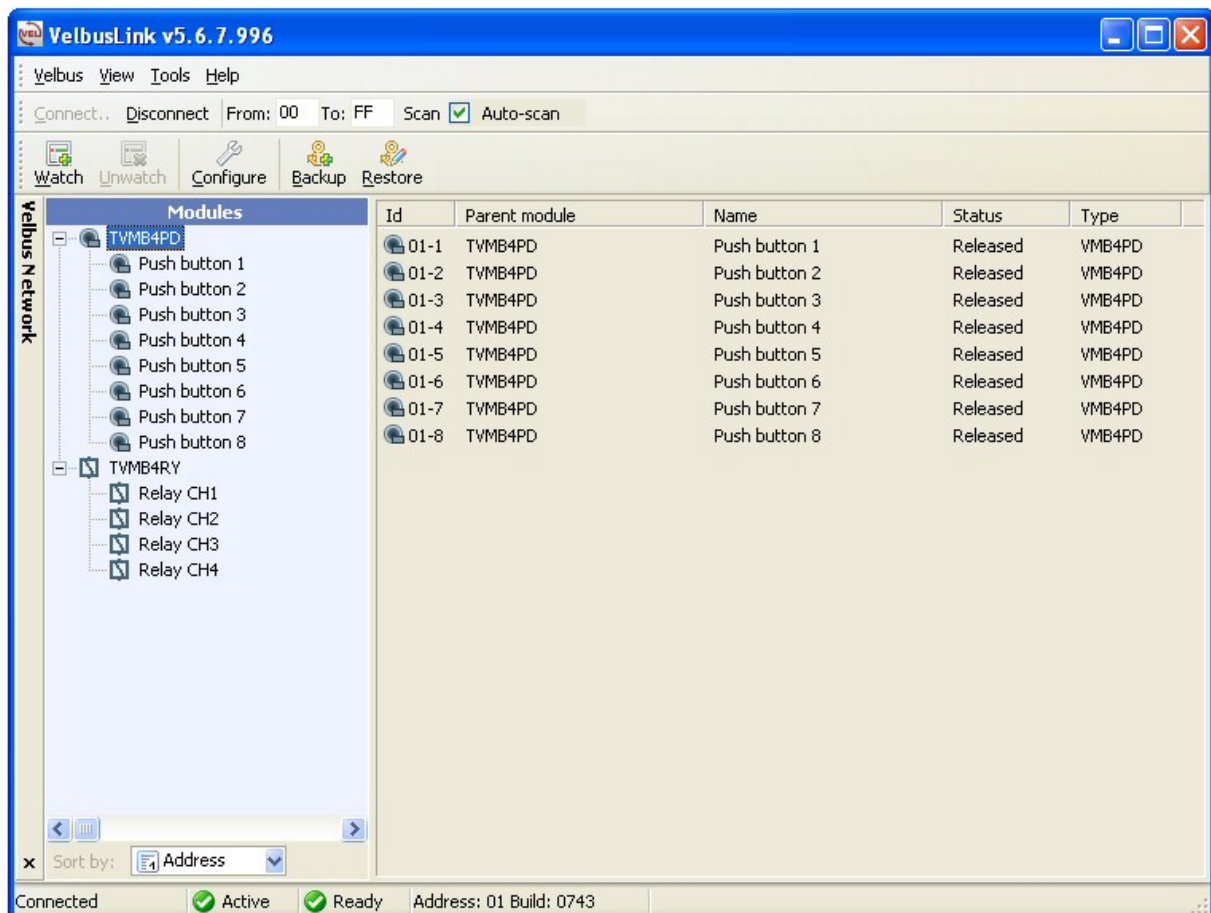 VelbusLink v5.6.7.996
Velbus View Tools Help
Connect.. Disconnect From: 00 To: FF Scan Auto-scan
Watch Unwatch Configure Backup Restore
Velbus Network
Modules
TVMB4PD
Push button 1
Push button 2
Push button 3
Push button 4
Push button 5
Push button 6
Push button 7
Push button 8
TVMB4RY
Relay CH1
Relay CH2
Relay CH3
Relay CH4
Sort by: Address
Id Parent module Name Status Type
01-1 TVMB4PD Push button 1 Released VMB4PD
01-2 TVMB4PD Push button 2 Released VMB4PD
01-3 TVMB4PD Push button 3 Released VMB4PD
01-4 TVMB4PD Push button 4 Released VMB4PD
01-5 TVMB4PD Push button 5 Released VMB4PD
01-6 TVMB4PD Push button 6 Released VMB4PD
01-7 TVMB4PD Push button 7 Released VMB4PD
01-8 TVMB4PD Push button 8 Released VMB4PD
Connected Active Ready Address: 01 Build: 0743